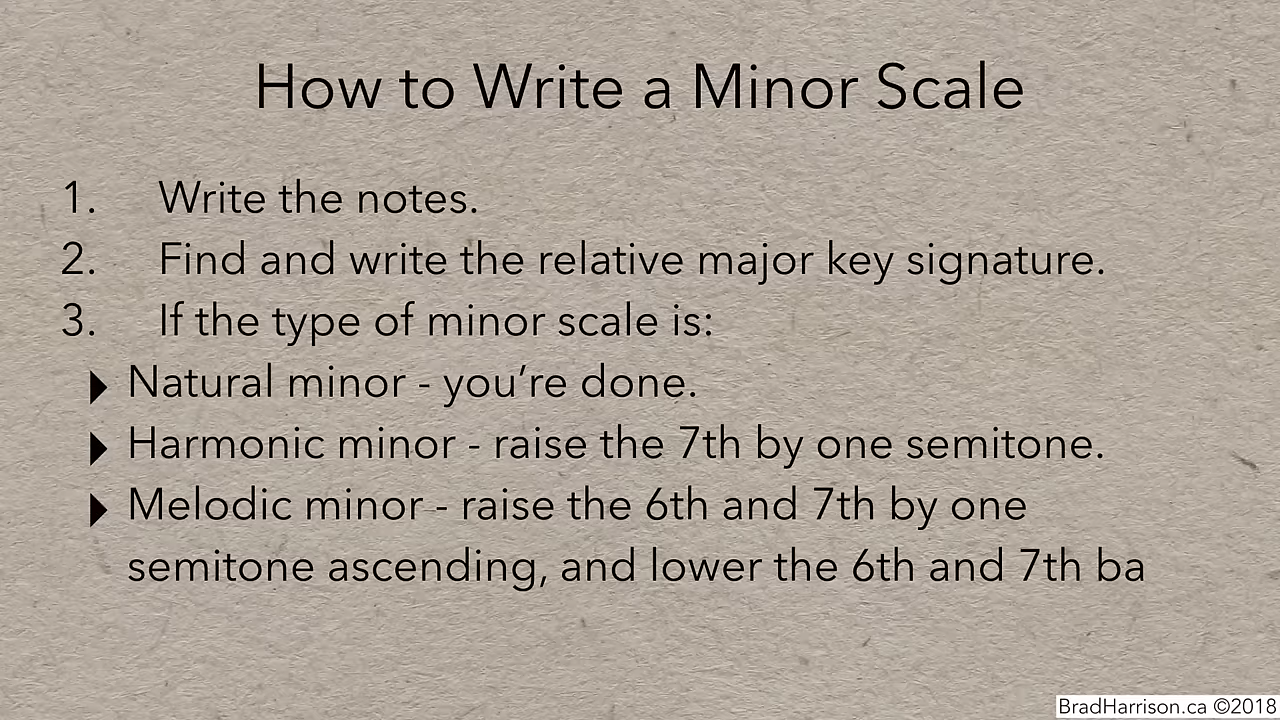 How to Write a Minor Scale
1. Write the notes.
2. Find and write the relative major key signature.
3. If the type of minor scale is:
Natural minor - you’re done.
Harmonic minor - raise the 7th by one semitone.
Melodic minor - raise the 6th and 7th by one
semitone ascending, and lower the 6th and 7th ba
BradHarrison.ca ©2018